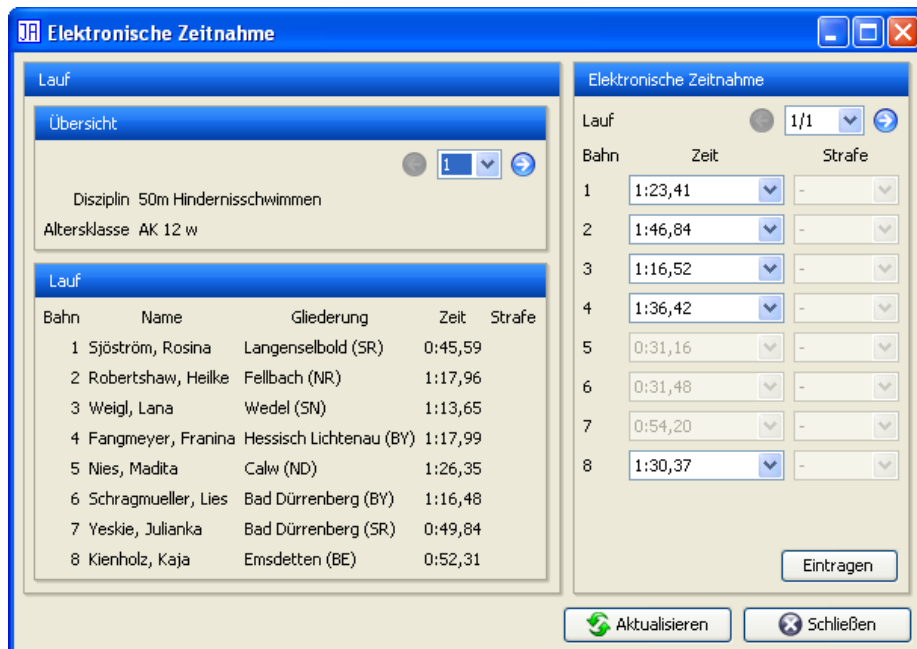 JA Elektronische Zeitnahme
Lauf
Übersicht
1
Disziplin 50m Hindernisschwimmen
Altersklasse AK 12 w
Lauf
Bahn Name Gliederung Zeit Strafe
1 Sjöström, Rosina Langenselbold (SR) 0:45,59
2 Robertshaw, Heilke Fellbach (NR) 1:17,96
3 Weigl, Lana Wedel (SN) 1:13,65
4 Fangmeyer, Franina Hessisch Lichtenau (BY) 1:17,99
5 Nies, Madita Calw (ND) 1:26,35
6 Schragmueller, Lies Bad Dürrenberg (BY) 1:16,48
7 Yeskie, Julianka Bad Dürrenberg (SR) 0:49,84
8 Kienholz, Kaja Emsdetten (BE) 0:52,31
Elektronische Zeitnahme
Lauf 1/1
Bahn Zeit Strafe
1 1:23,41 -
2 1:46,84 -
3 1:16,52 -
4 1:36,42 -
5 0:31,16 -
6 0:31,48 -
7 0:54,20 -
8 1:30,37 -
Eintragen
Aktualisieren Schließen